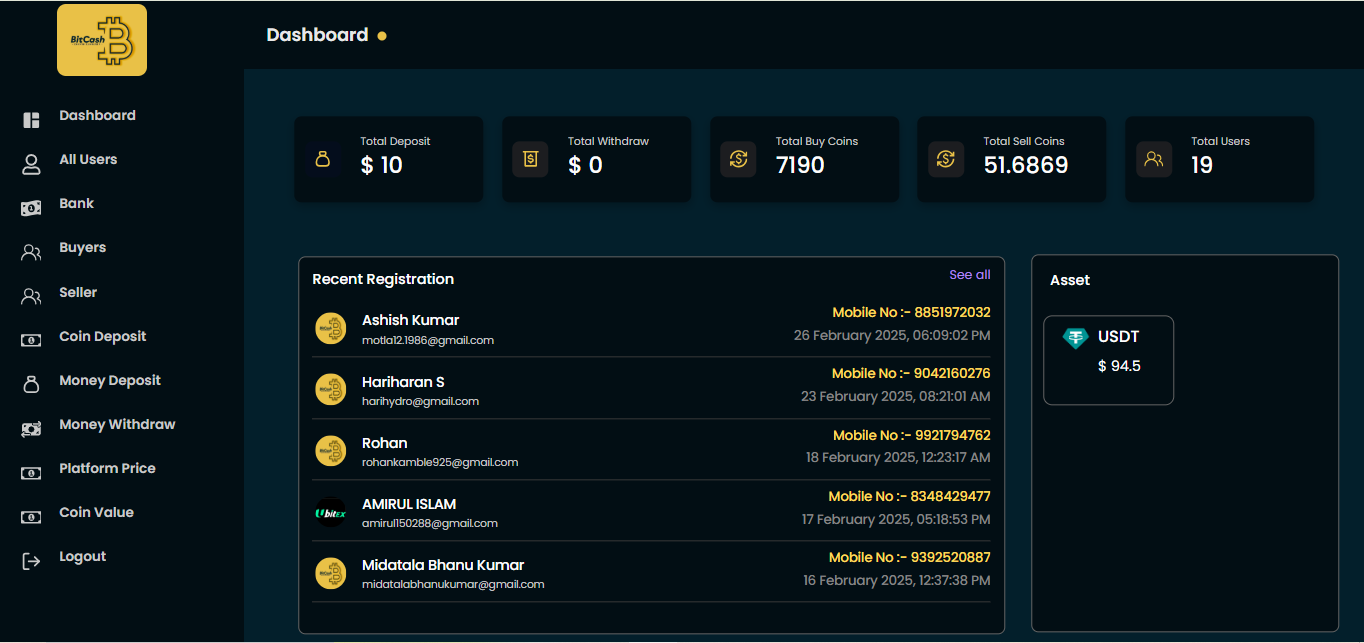 BitCash
Dashboard
Dashboard
All Users
Bank
Buyers
Seller
Coin Deposit
Money Deposit
Money Withdraw
Platform Price
Coin Value
Logout
Total Deposit
$ 10
Total Withdraw
$ 0
Total Buy Coins
7190
Total Sell Coins
51.6869
Total Users
19
Recent Registration
See all
Ashish Kumar
Mobile No :- 8851972032
motla12.1986@gmail.com
26 February 2025, 06:09:02 PM
Hariharan S
Mobile No :- 9042160276
harihydro@gmail.com
23 February 2025, 08:21:01 AM
Rohan
Mobile No :- 9921794762
rohankamble925@gmail.com
18 February 2025, 12:23:17 AM
UbitEX
AMIRUL ISLAM
Mobile No :- 8348429477
amirul150288@gmail.com
17 February 2025, 05:18:53 PM
Midatala Bhanu Kumar
Mobile No :- 9392520887
midatalabhanukumar@gmail.com
16 February 2025, 12:37:38 PM
Asset
USDT
$ 94.5